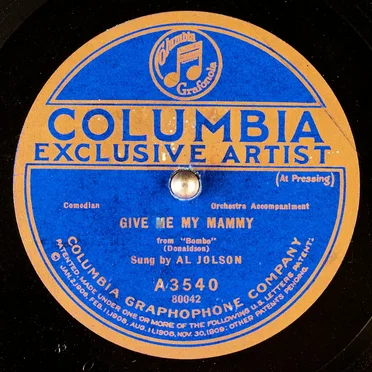 Columbia
Grafonola
COLUMBIA
EXCLUSIVE ARTIST
(At Pressing)
Comedian Orchestra Accompaniment
GIVE ME MY MAMMY
from "Bombo"
(Donaldson)
Sung by AL JOLSON
A3540
80042
COLUMBIA GRAPHOPHONE COMPANY
PATENTED, MADE UNDER ONE OR MORE OF THE FOLLOWING U.S. LETTERS PATENT:
JAN. 21, 1908, FEB. 11, 1908, AUG. 11, 1908, NOV. 30, 1909; OTHER PATENTS PENDING.